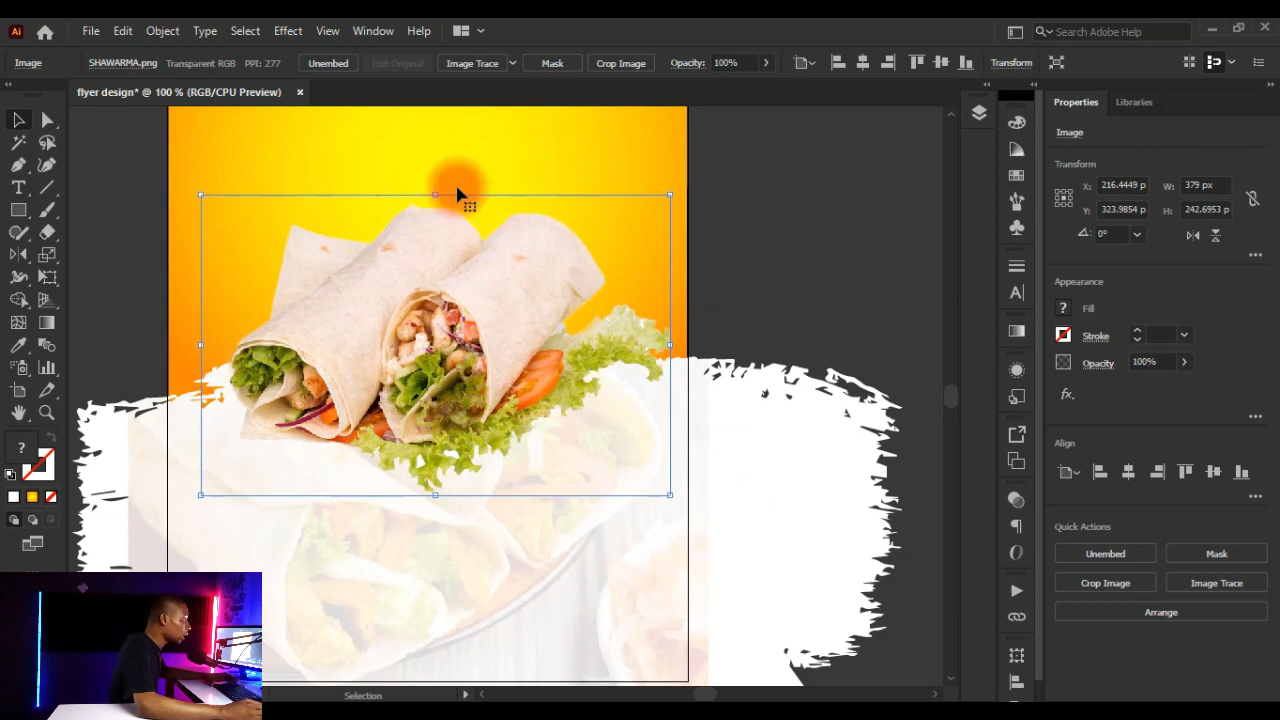 Ai File Edit Object Type Select Effect View Window Help Search Adobe Help
Image SHAWARMA.png Transparent RGB PPI: 277 Unembed Edit Original Image Trace Mask Crop Image Opacity: 100% Transform
flyer design* @ 100 % (RGB/CPU Preview) ×
Properties Libraries
Image
Transform
X: 216.4449 p W: 379 px
Y: 323.9854 p H: 242.6953 p
0°
Appearance
? Fill
Stroke
Opacity 100%
fx.
Align
Quick Actions
Unembed Mask
Crop Image Image Trace
Arrange
?
Selection